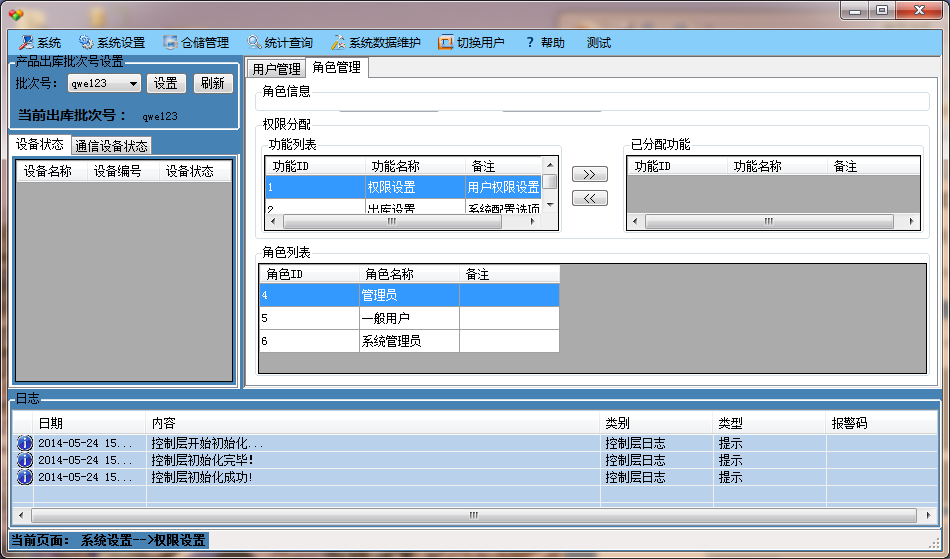 系统 系统设置 仓储管理 统计查询 系统数据维护 切换用户 ? 帮助 测试
产品出库批次号设置
批次号: qwe123 设置 刷新
当前出库批次号: qwe123
设备状态 通信设备状态
设备名称 设备编号 设备状态
用户管理 角色管理
角色信息
权限分配
功能列表
功能ID 功能名称 备注
1 权限设置 用户权限设置
2 出库设置 系统配置选项
>>
<<
已分配功能
功能ID 功能名称 备注
角色列表
角色ID 角色名称 备注
4 管理员
5 一般用户
6 系统管理员
日志
日期 内容 类别 类型 报警码
2014-05-24 15... 控制层开始初始化... 控制层日志 提示
2014-05-24 15... 控制层初始化完毕! 控制层日志 提示
2014-05-24 15... 控制层初始化成功! 控制层日志 提示
当前页面: 系统设置-->权限设置